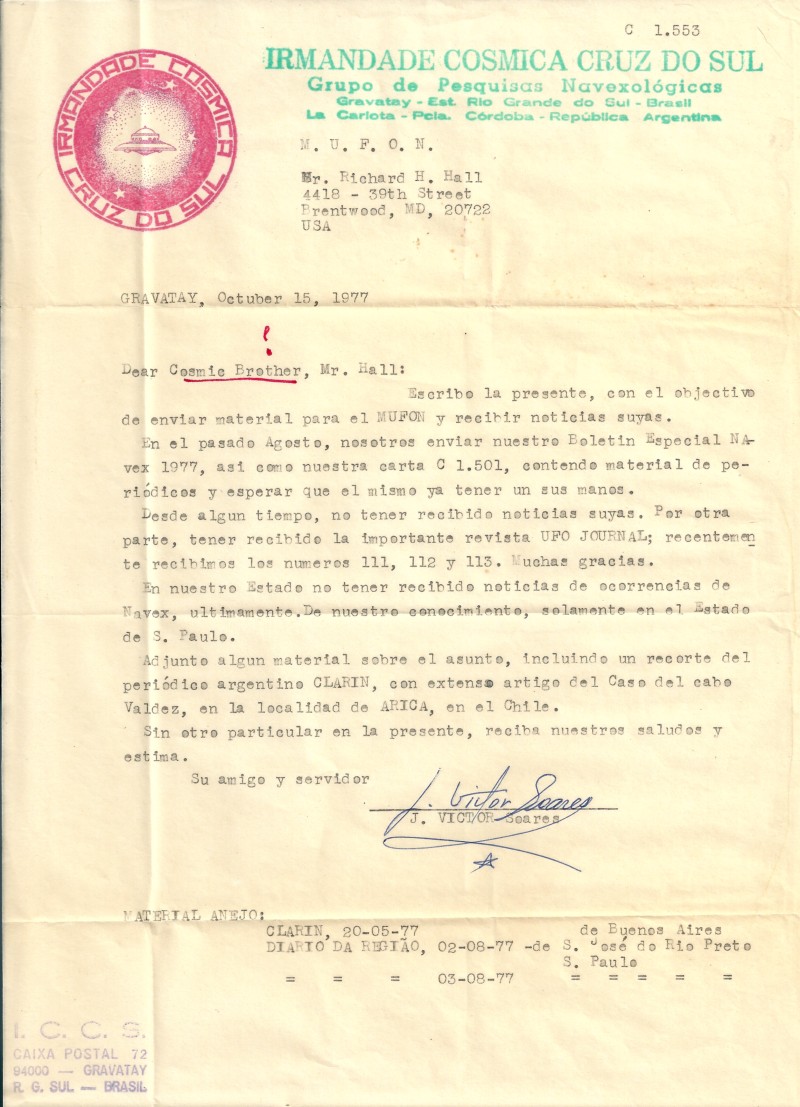 C 1.553
IRMANDADE COSMICA CRUZ DO SUL
Grupo de Pesquisas Navexológicas
Gravatay - Est. Rio Grande do Sul - Brasil
La Carlota - Pcia. Córdoba - República Argentina
IRMANDADE COSMICA
CRUZ DO SUL
M. U. F. O. N.
Mr. Richard H. Hall
4418 - 39th Street
Brentwood, MD, 20722
USA
GRAVATAY, Octuber 15, 1977
!
Dear Cosmic Brother, Mr. Hall:
Escribo la presente, con el objectivo
de enviar material para el MUFON y recibir noticias suyas.
En el pasado Agosto, nosotros enviar nuestro Boletin Especial NA-
vex 1977, asi como nuestra carta C 1.501, contendo material de pe-
riódicos y esperar que el mismo ya tener un sus manos.
Desde algun tiempo, no tener recibido noticias suyas. Por otra
parte, tener recibido la importante revista UFO JOURNAL; recentemen
te recibimos los numeros 111, 112 y 113. Muchas gracias.
En nuestro Estado no tener recibido noticias de ocorrencias de
Navex, ultimamente.De nuestro conocimiento, solamente en el Estado
de S. Paulo.
Adjunto algun material sobre el asunto, incluindo un recorte del
periódico argentino CLARIN, con extenso artigo del Caso del cabo
Valdez, en la localidad de ARICA, en el Chile.
Sin otro particular en la presente, reciba nuestros saludos y
estima.
Su amigo y servidor
J. Victor Soares
J. VICTOR Soares
MATERIAL ANEJO:
CLARIN, 20-05-77 de Buenos Aires
DIARIO DA REGIÃO, 02-08-77 -de S. José do Rio Preto
S. Paulo
= = = 03-08-77 = = = = =
I. C. C. S.
CAIXA POSTAL 72
94000 — GRAVATAY
R. G. SUL — BRASIL